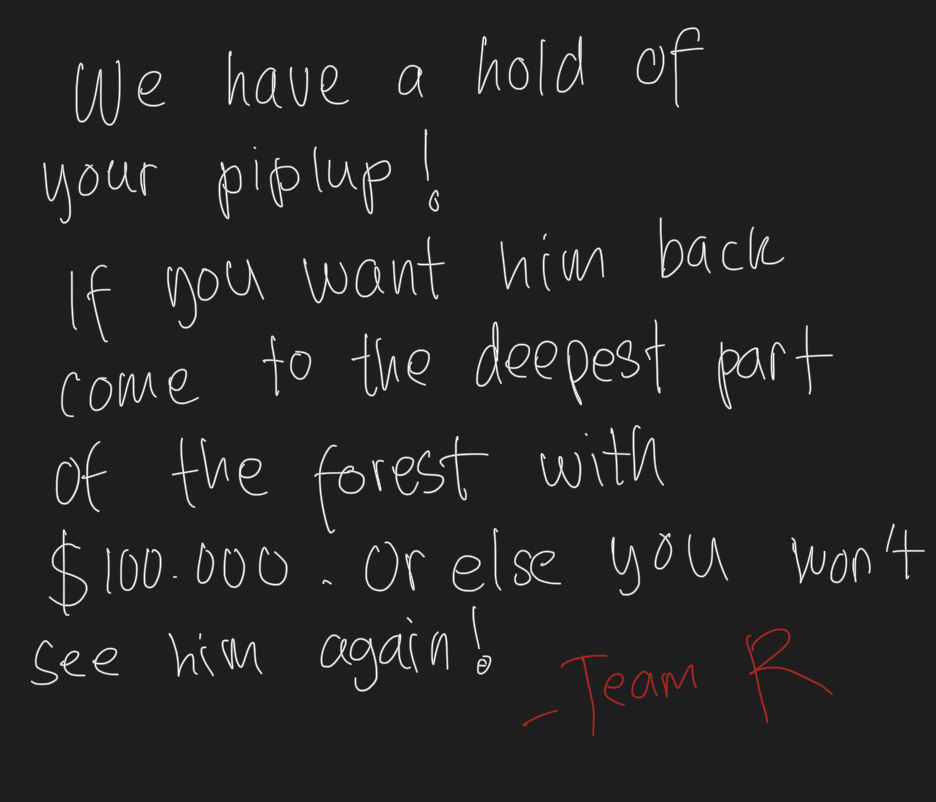 We have a hold of
your piplup!
If you want him back
come to the deepest part
of the forest with
$100.000. Or else you won't
see him again!
- Team R